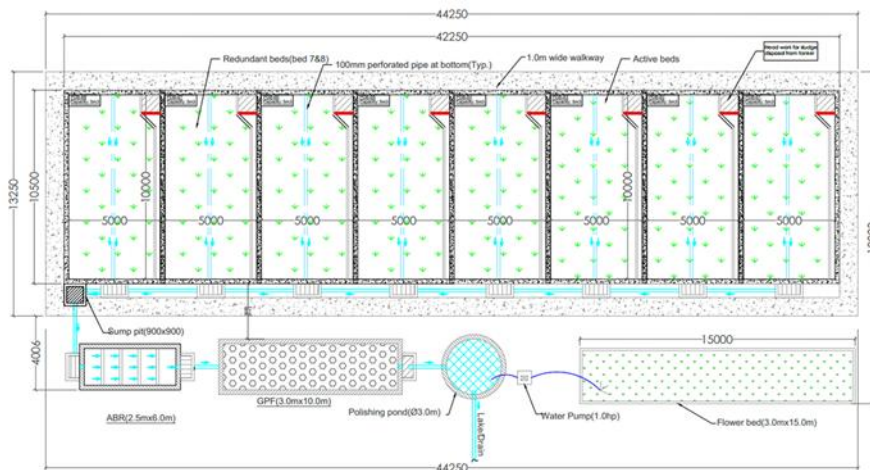 44250
42250
Redundant beds(bed 7&8)
100mm perforated pipe at bottom(Typ.)
1.0m wide walkway
Active beds
Head work for sludge
disposal from tanker
13250
10500
10000
10000
5000
5000
5000
5000
5000
5000
5000
5000
Sump pit(900x900)
4006
15000
GPF(3.0mx10.0m)
ABR(2.5mx6.0m)
Polishing pond(Ø3.0m)
Lake/Drain
Water Pump(1.0hp)
Flower bed(3.0mx15.0m)
44250